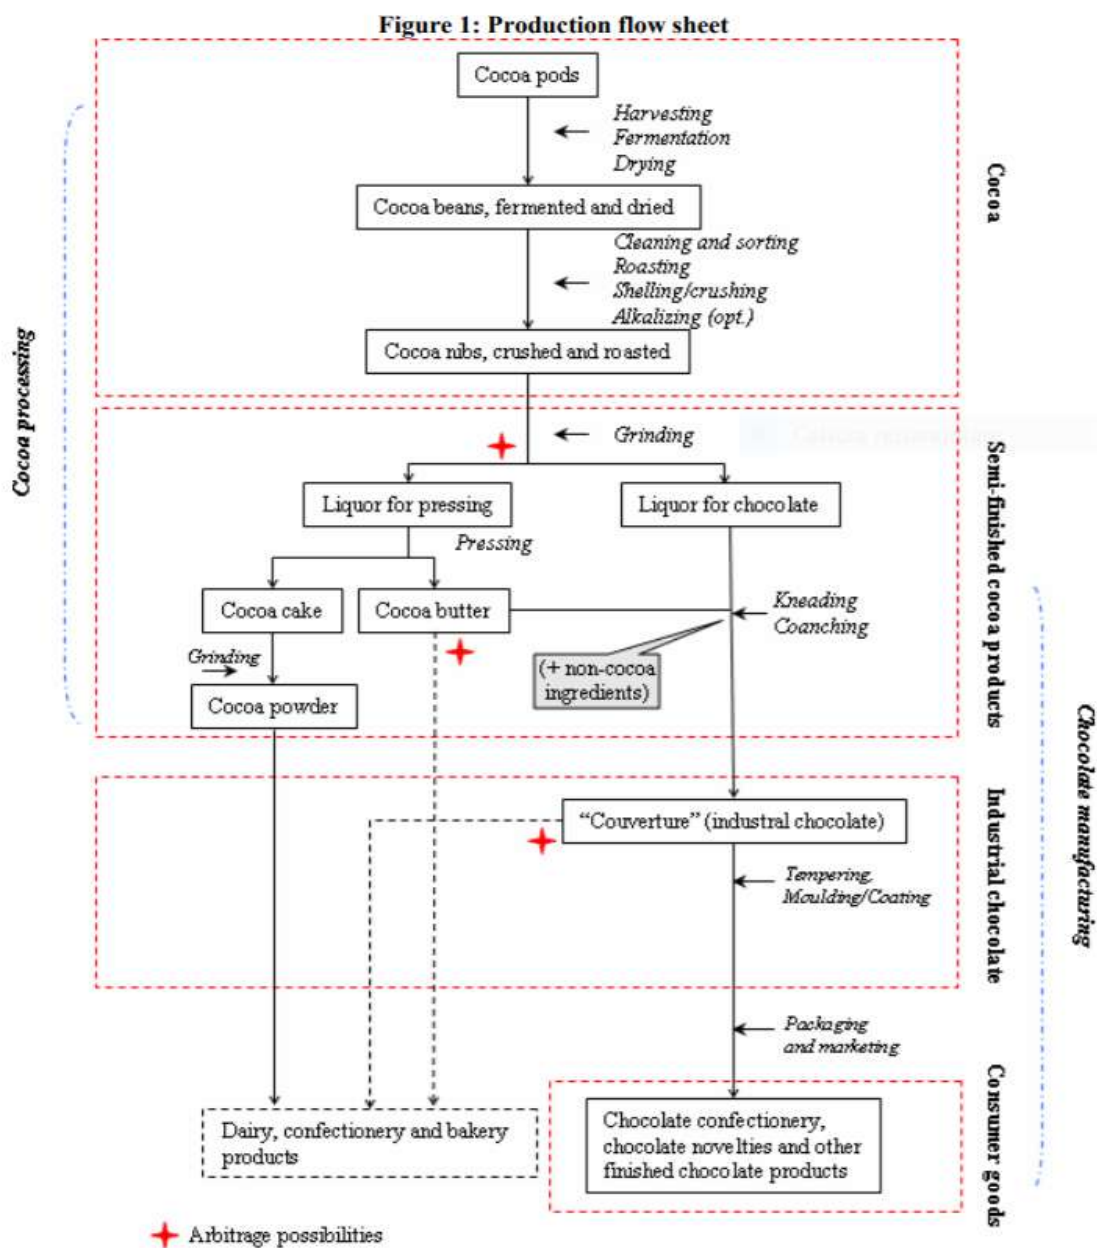 Figure 1: Production flow sheet
Cocoa pods
Harvesting
Fermentation
Drying
Cocoa beans, fermented and dried
Cleaning and sorting
Roasting
Shelling/crushing
Alkalizing (opt.)
Cocoa nibs, crushed and roasted
Cocoa
Cocoa processing
Grinding
Liquor for pressing
Liquor for chocolate
Pressing
Cocoa cake
Cocoa butter
Kneading
Coanching
(+ non-cocoa
ingredients)
Grinding
Cocoa powder
Semi-finished cocoa products
"Couverture" (industral chocolate)
Tempering,
Moulding/Coating
Industrial chocolate
Chocolate manufacturing
Packaging
and marketing
Dairy, confectionery and bakery
products
Chocolate confectionery,
chocolate novelties and other
finished chocolate products
Consumer goods
Arbitrage possibilities